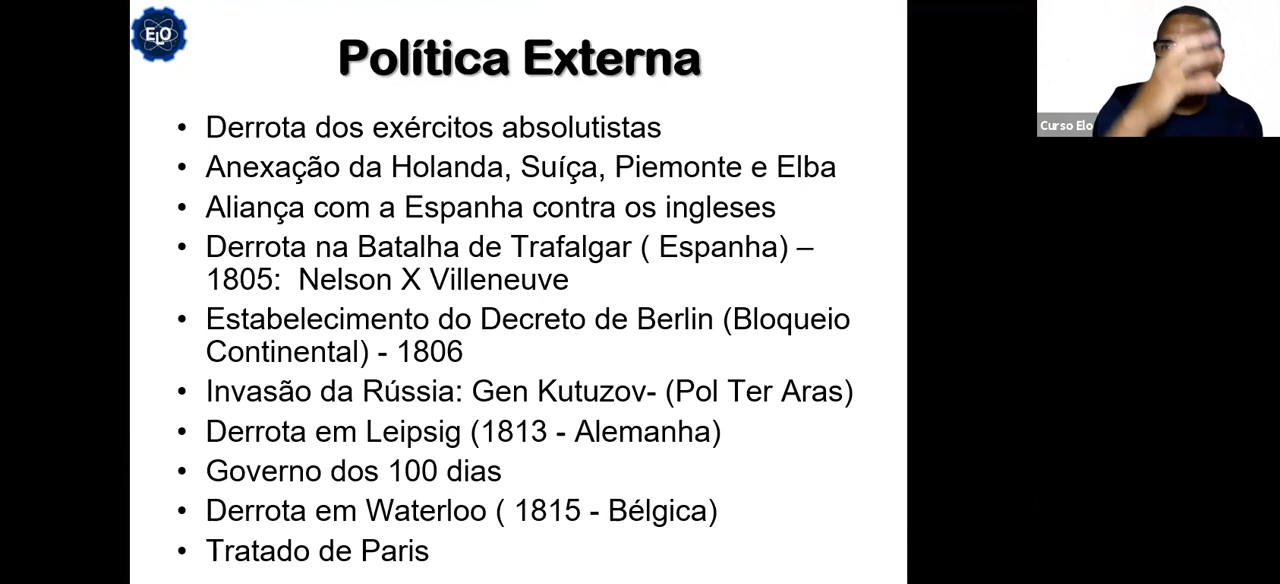 ELO
Política Externa
• Derrota dos exércitos absolutistas
• Anexação da Holanda, Suíça, Piemonte e Elba
• Aliança com a Espanha contra os ingleses
• Derrota na Batalha de Trafalgar ( Espanha) –
1805: Nelson X Villeneuve
• Estabelecimento do Decreto de Berlin (Bloqueio
Continental) - 1806
• Invasão da Rússia: Gen Kutuzov- (Pol Ter Aras)
• Derrota em Leipsig (1813 - Alemanha)
• Governo dos 100 dias
• Derrota em Waterloo ( 1815 - Bélgica)
• Tratado de Paris
Curso Elo